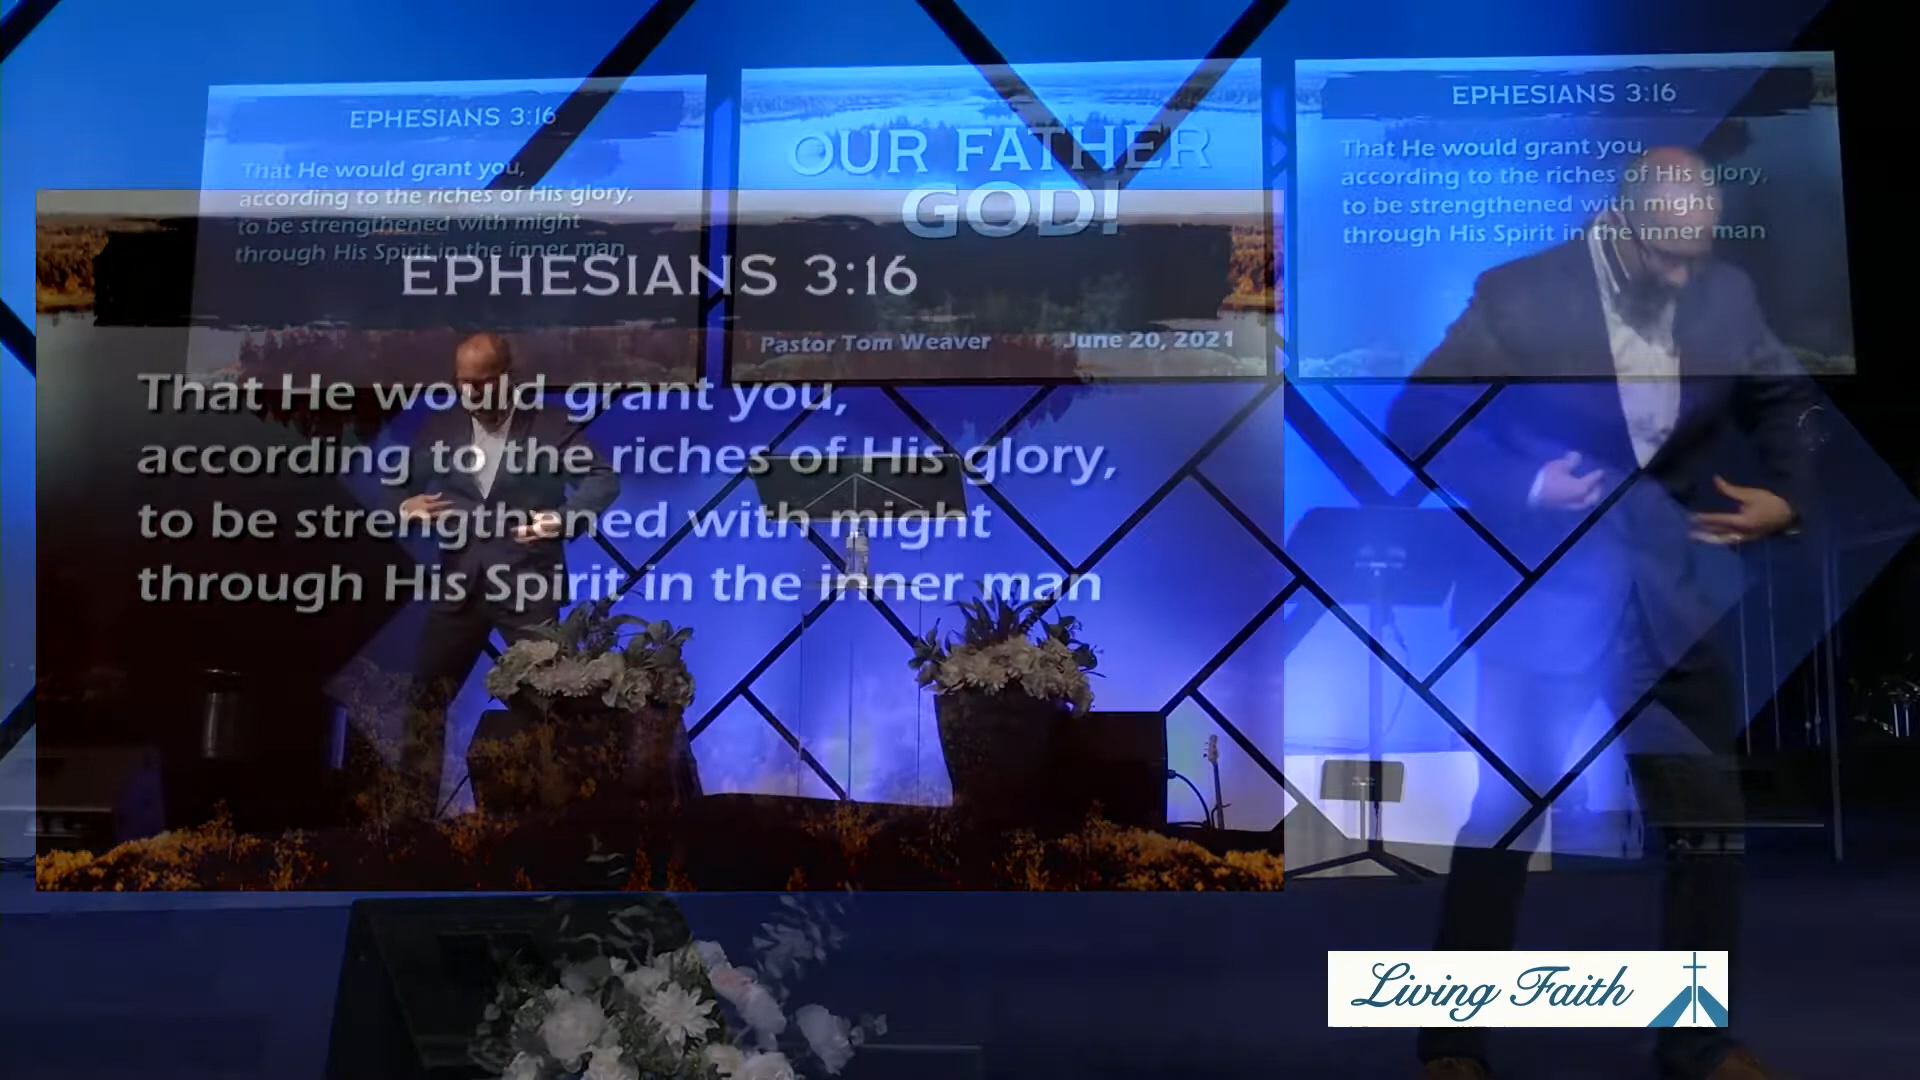 EPHESIANS 3:16
That He would grant you,
according to the riches of His glory,
to be strengthened with might
through His Spirit in the inner man
OUR FATHER
GOD!
Pastor Tom Weaver June 20, 2021
EPHESIANS 3:16
That He would grant you,
according to the riches of His glory,
to be strengthened with might
through His Spirit in the inner man
EPHESIANS 3:16
That He would grant you,
according to the riches of His glory,
to be strengthened with might
through His Spirit in the inner man
Living Faith